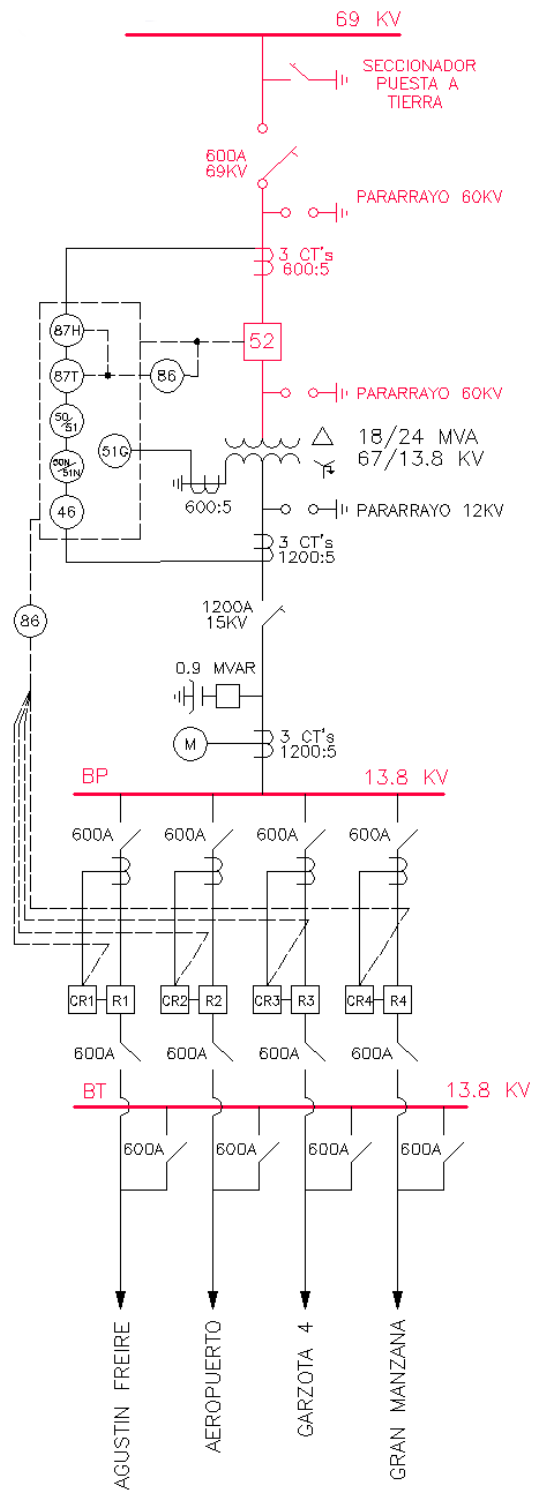 69 KV
SECCIONADOR
PUESTA A
TIERRA
600A
69KV
PARARRAYO 60KV
3 CT's
600:5
87H
52
87T
86
PARARRAYO 60KV
50/51
18/24 MVA
67/13.8 KV
51G
50N/51N
600:5
PARARRAYO 12KV
46
3 CT's
1200:5
1200A
15KV
86
0.9 MVAR
M
3 CT's
1200:5
BP
13.8 KV
600A
600A
600A
600A
CR1
R1
CR2
R2
CR3
R3
CR4
R4
600A
600A
600A
600A
BT
13.8 KV
600A
600A
600A
600A
AGUSTIN FREIRE
AEROPUERTO
GARZOTA 4
GRAN MANZANA